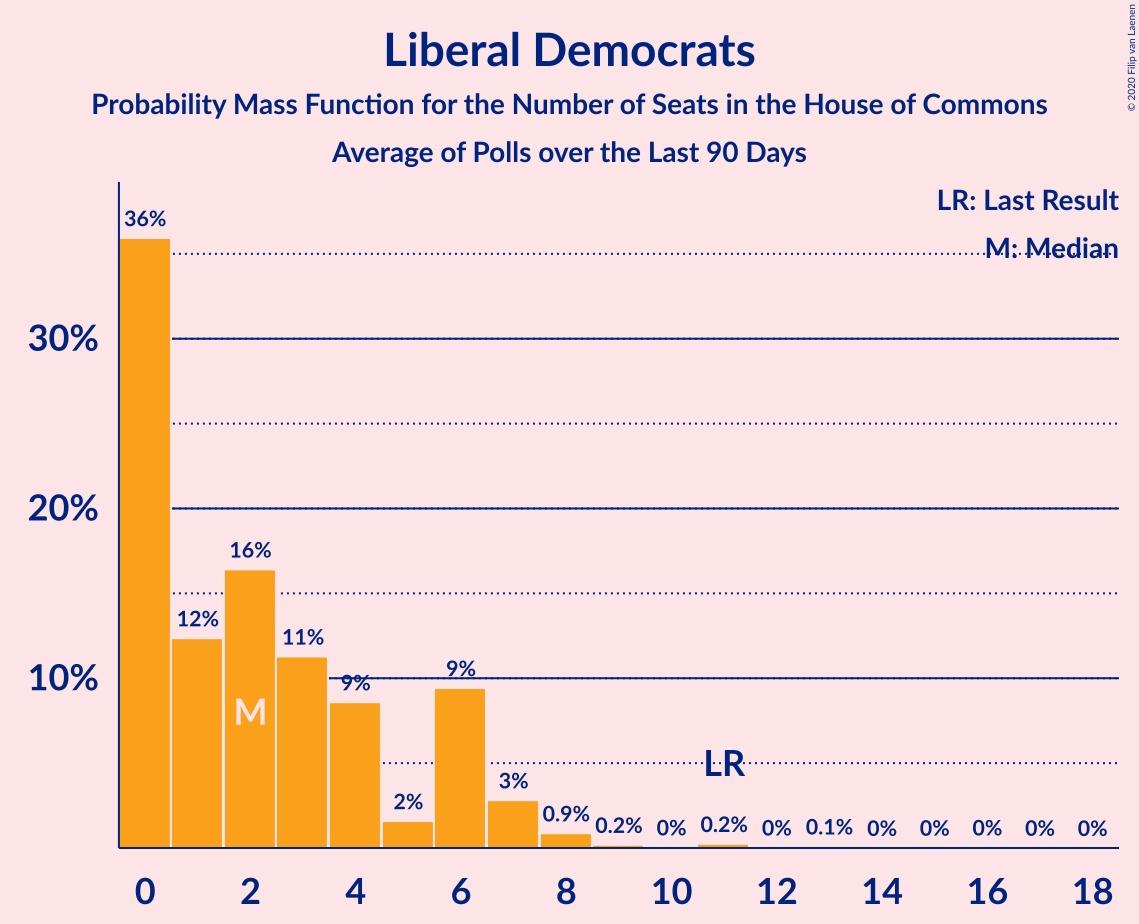 Liberal Democrats
Probability Mass Function for the Number of Seats in the House of Commons
Average of Polls over the Last 90 Days
© 2020 Filip van Laenen
LR: Last Result
M: Median
36%
30%
20%
16%
12%
11%
10%
9%
9%
M
LR
3%
2%
0.9%
0.2%
0%
0.2%
0%
0.1%
0%
0%
0%
0%
0%
0 2 4 6 8 10 12 14 16 18